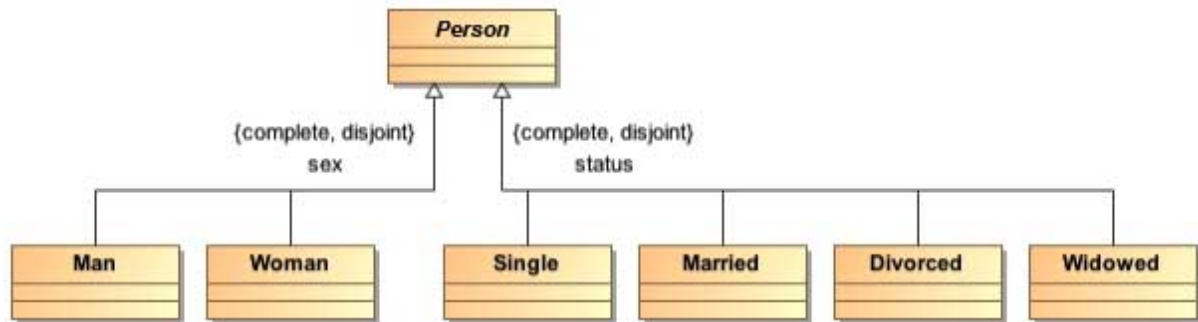 Person
{complete, disjoint} {complete, disjoint}
sex status
Man Woman Single Married Divorced Widowed